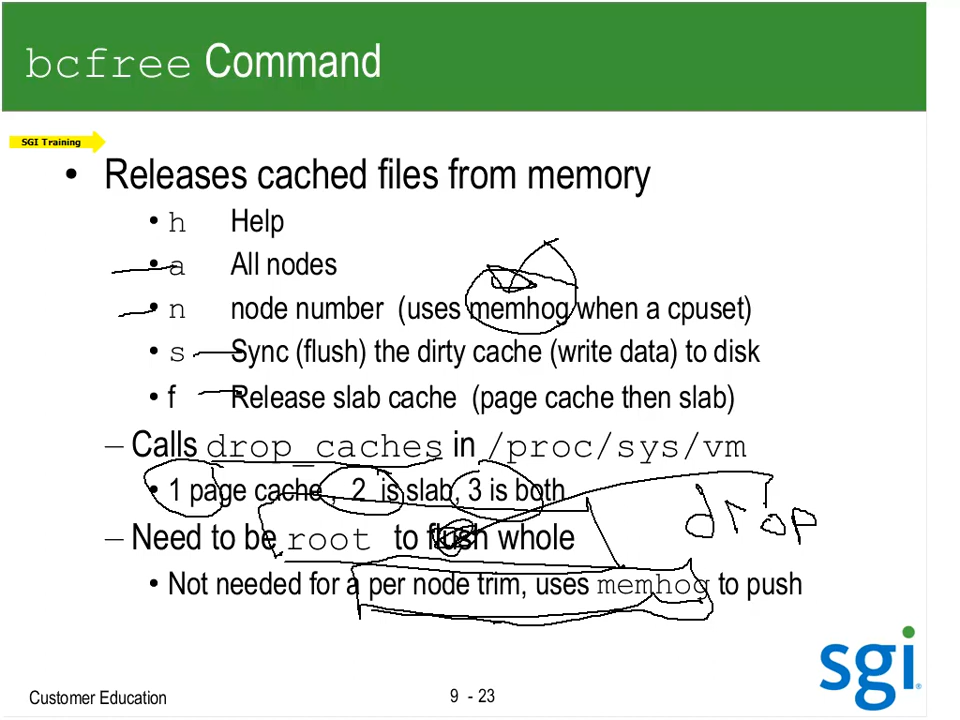 bcfree Command
SGI Training
• Releases cached files from memory
• h Help
• a All nodes
• n node number (uses memhog when a cpuset)
• s Sync (flush) the dirty cache (write data) to disk
• f Release slab cache (page cache then slab)
– Calls drop_caches in /proc/sys/vm
• 1 page cache , 2 is slab, 3 is both
drop
– Need to be root to flush whole
• Not needed for a per node trim, uses memhog to push
sgi
Customer Education
9 - 23